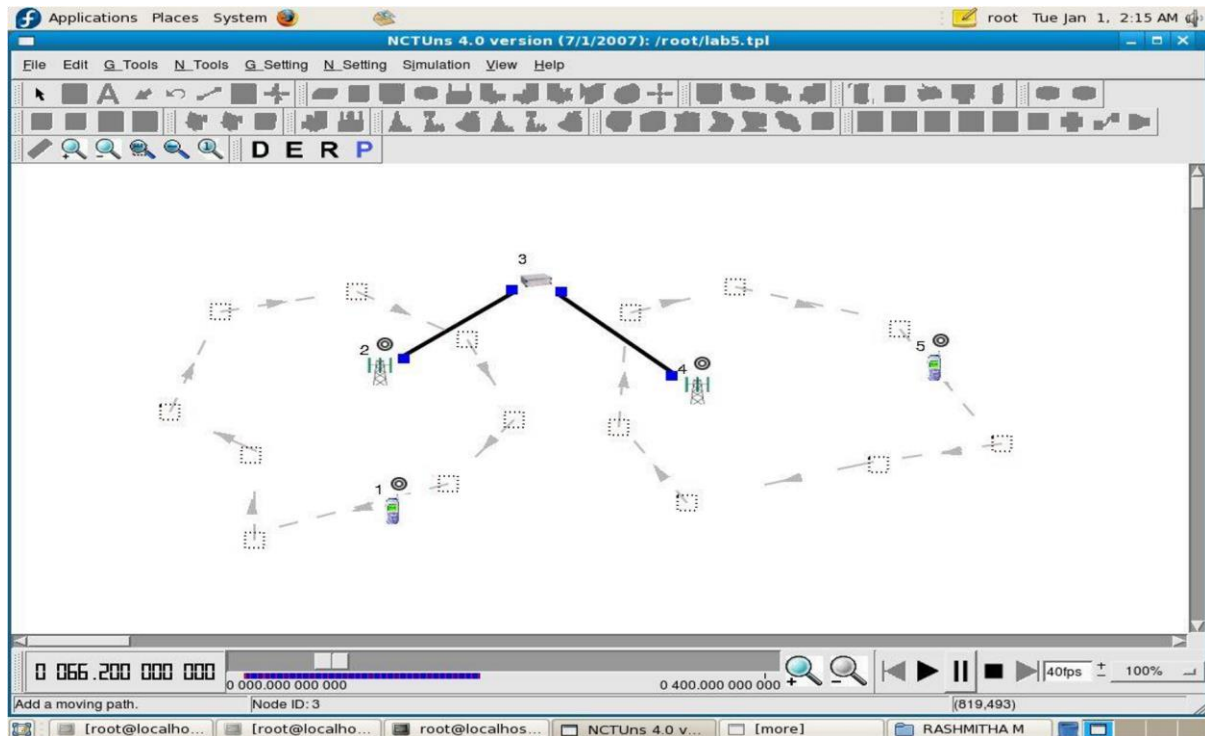 Applications Places System root Tue Jan 1, 2:15 AM
NCTUns 4.0 version (7/1/2007): /root/lab5.tpl
File Edit G_Tools N_Tools G_Setting N_Setting Simulation View Help
A
D E R P
3
2
4
5
1
0 066.200 000 000
0 000.000 000 000 0 400.000 000 000
40fps
100%
Add a moving path. Node ID: 3 (819,493)
[root@localho... [root@localho... root@localhos... NCTUns 4.0 v... [more] RASHMITHA M